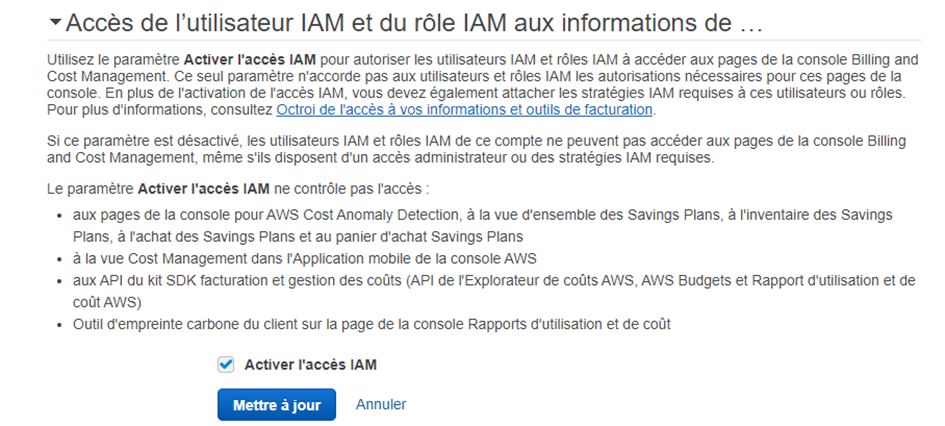 Accès de l’utilisateur IAM et du rôle IAM aux informations de …
Utilisez le paramètre Activer l'accès IAM pour autoriser les utilisateurs IAM et rôles IAM à accéder aux pages de la console Billing and
Cost Management. Ce seul paramètre n'accorde pas aux utilisateurs et rôles IAM les autorisations nécessaires pour ces pages de la
console. En plus de l'activation de l'accès IAM, vous devez également attacher les stratégies IAM requises à ces utilisateurs ou rôles.
Pour plus d'informations, consultez Octroi de l'accès à vos informations et outils de facturation.
Si ce paramètre est désactivé, les utilisateurs IAM et rôles IAM de ce compte ne peuvent pas accéder aux pages de la console Billing
and Cost Management, même s'ils disposent d'un accès administrateur ou des stratégies IAM requises.
Le paramètre Activer l'accès IAM ne contrôle pas l'accès :
• aux pages de la console pour AWS Cost Anomaly Detection, à la vue d'ensemble des Savings Plans, à l'inventaire des Savings
Plans, à l'achat des Savings Plans et au panier d'achat Savings Plans
• à la vue Cost Management dans l'Application mobile de la console AWS
• aux API du kit SDK facturation et gestion des coûts (API de l'Explorateur de coûts AWS, AWS Budgets et Rapport d'utilisation et de
coût AWS)
• Outil d'empreinte carbone du client sur la page de la console Rapports d'utilisation et de coût
Activer l'accès IAM
Mettre à jour Annuler